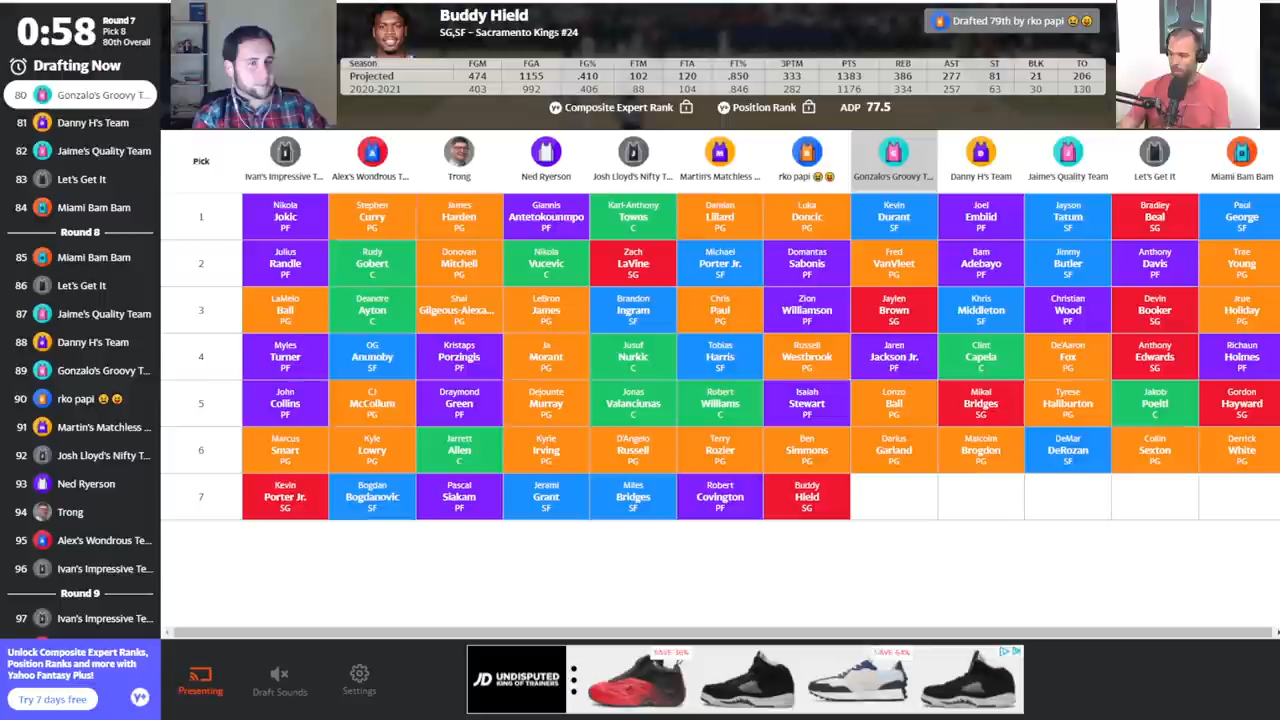 0:58
Round 7
Pick 8
80th Overall
Drafting Now
80 Gonzalo's Groovy T...
81 Danny H's Team
82 Jaime's Quality Team
83 Let's Get It
84 Miami Bam Bam
Round 8
85 Miami Bam Bam
86 Let's Get It
87 Jaime's Quality Team
88 Danny H's Team
89 Gonzalo's Groovy T...
90 rko papi 😫 😝
91 Martin's Matchless ...
92 Josh Lloyd's Nifty T...
93 Ned Ryerson
94 Trong
95 Alex's Wondrous Te...
96 Ivan's Impressive Te...
Round 9
97 Ivan's Impressive Te...
Unlock Composite Expert Ranks, Position Ranks and more with Yahoo Fantasy Plus!
Try 7 days free
Y+
Buddy Hield
SG,SF – Sacramento Kings #24
Drafted 79th by rko papi 😫 😝
Season FGM FGA FG% FTM FTA FT% 3PTM PTS REB AST ST BLK TO
Projected 474 1155 .410 102 120 .850 333 1383 386 277 81 21 206
2020-2021 403 992 .406 88 104 .846 282 1176 334 257 63 30 130
Y+ Composite Expert Rank Y+ Position Rank ADP 77.5
Pick Ivan's Impressive T... Alex's Wondrous T... Trong Ned Ryerson Josh Lloyd's Nifty T... Martin's Matchless ... rko papi 😫 😝 Gonzalo's Groovy T... Danny H's Team Jaime's Quality Team Let's Get It Miami Bam Bam
Nikola Stephen James Giannis Karl-Anthony Damian Luka Kevin Joel Jayson Bradley Paul
1 Jokic Curry Harden Antetokounmpo Towns Lillard Doncic Durant Embiid Tatum Beal George
PF PG PG PF C PG PG SF PF SF SG SF
Julius Rudy Donovan Nikola Zach Michael Domantas Fred Bam Jimmy Anthony Trae
2 Randle Gobert Mitchell Vucevic LaVine Porter Jr. Sabonis VanVleet Adebayo Butler Davis Young
PF C PG C SG SF PF PG PF SF PF PG
LaMelo Deandre Shai LeBron Brandon Chris Zion Jaylen Khris Christian Devin Jrue
3 Ball Ayton Gilgeous-Alexa... James Ingram Paul Williamson Brown Middleton Wood Booker Holiday
PG C PG PG SF PG PF SG SF PF SG PG
Myles OG Kristaps Ja Jusuf Tobias Russell Jaren Clint De'Aaron Anthony Richaun
4 Turner Anunoby Porzingis Morant Nurkic Harris Westbrook Jackson Jr. Capela Fox Edwards Holmes
PF SF PF PG C SF PG PF C PG SG PF
John CJ Draymond Dejounte Jonas Robert Isaiah Lonzo Mikal Tyrese Jakob Gordon
5 Collins McCollum Green Murray Valanciunas Williams Stewart Ball Bridges Haliburton Poeltl Hayward
PF PG PF PG C C PF PG SG PG C SG
Marcus Kyle Jarrett Kyrie D'Angelo Terry Ben Darius Malcolm DeMar Collin Derrick
6 Smart Lowry Allen Irving Russell Rozier Simmons Garland Brogdon DeRozan Sexton White
PG PG C PG PG PG PG PG PG SF PG PG
Kevin Bogdan Pascal Jerami Miles Robert Buddy
7 Porter Jr. Bogdanovic Siakam Grant Bridges Covington Hield
SG SF PF SF SF PF SG
Presenting
Draft Sounds
Settings
JD UNDISPUTED
KING OF TRAINERS
SAVE 64%